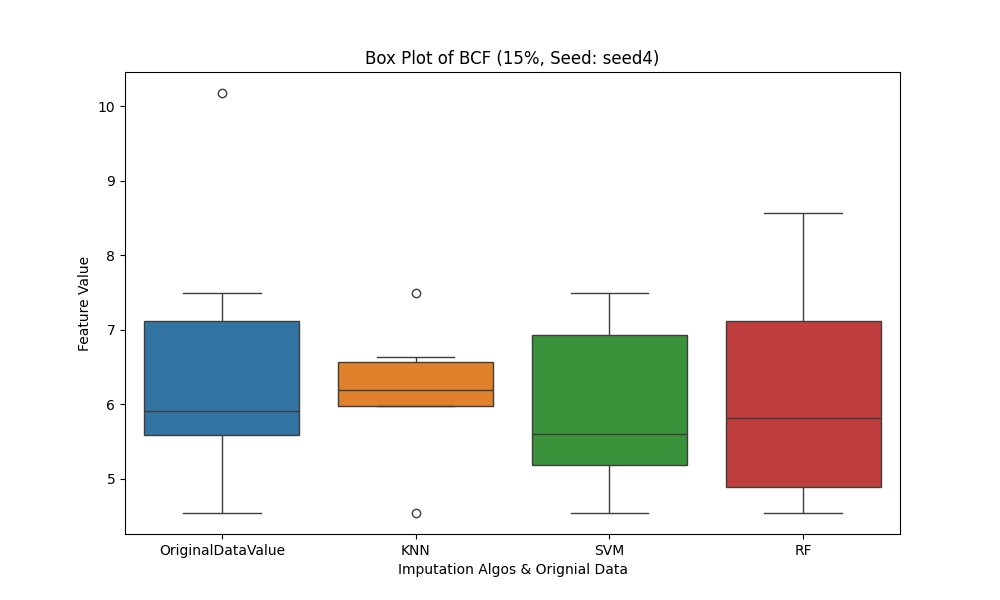 Box Plot of BCF (15%, Seed: seed4)
10
9
8
7
6
5
Feature Value
OriginalDataValue KNN SVM RF
Imputation Algos & Orignial Data